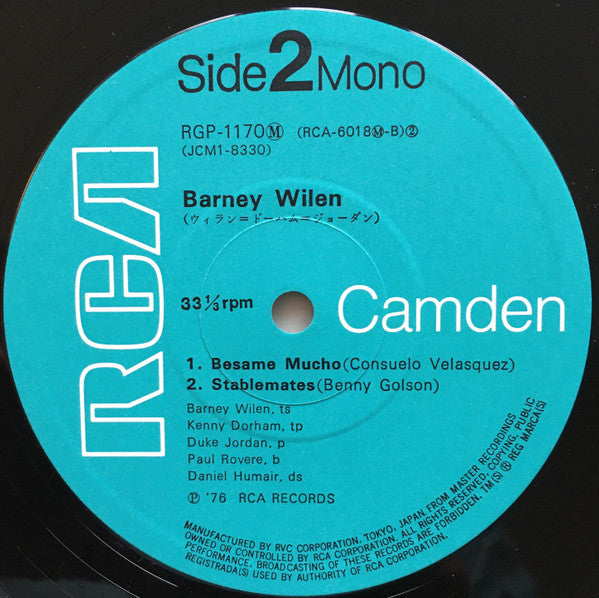 Side 2 Mono
RGP-1170Ⓜ (RCA-6018Ⓜ-B)②
(JCM1-8330)
RCA
Barney Wilen
(ウィラン=ドーハム=ジョーダン)
33⅓rpm
Camden
1. Besame Mucho(Consuelo Velasquez)
2. Stablemates(Benny Golson)
Barney Wilen, ts
Kenny Dorham, tp
Duke Jordan, p
Paul Rovere, b
Daniel Humair, ds
Ⓟ '76 RCA RECORDS
MANUFACTURED BY RVC CORPORATION, TOKYO, JAPAN, FROM MASTER RECORDINGS
OWNED OR CONTROLLED BY RCA CORPORATION. ALL RIGHTS RESERVED. COPYING, PUBLIC
PERFORMANCE, BROADCASTING OF THESE RECORDS ARE FORBIDDEN. TM(S) ® REG MARCA(S)
REGISTRADA(S) USED BY AUTHORITY OF RCA CORPORATION.